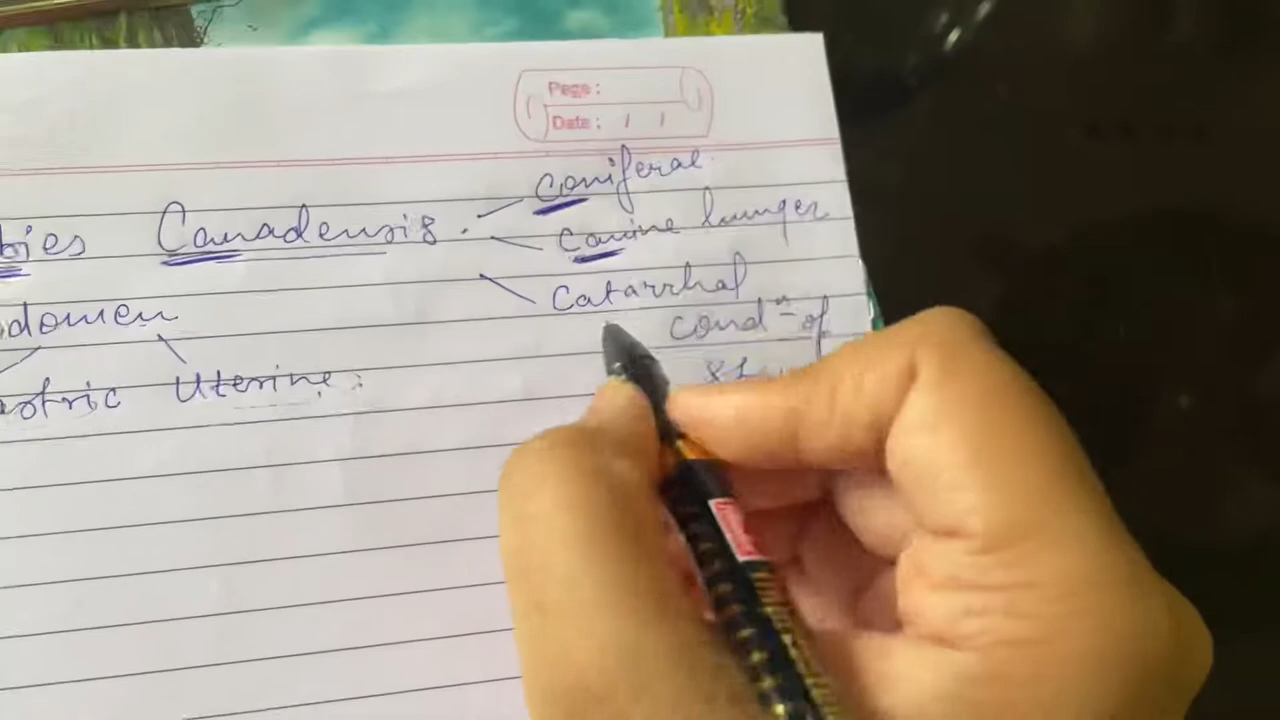 Page:
Date: / /
coniferal
bies Canadensis.
canine hunger
catarrhal
cond^n of
domen
Uterine: